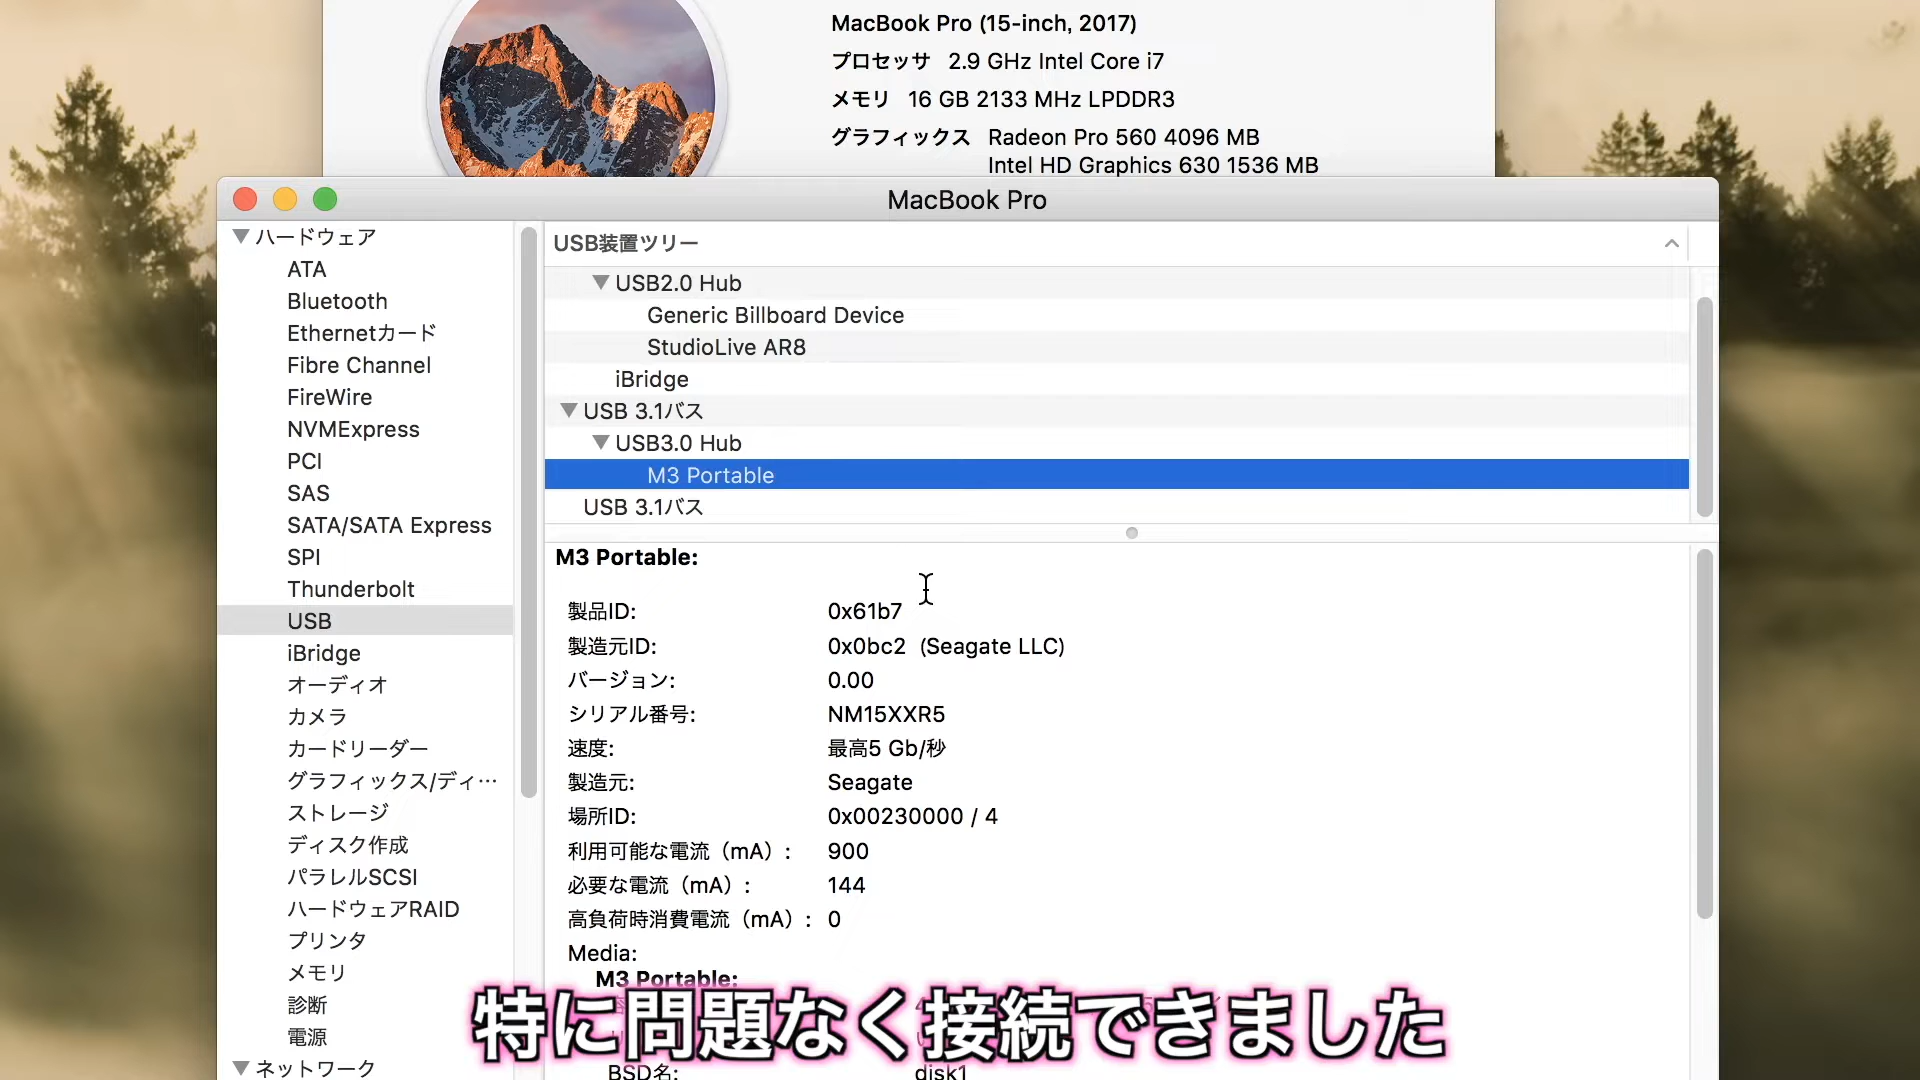 MacBook Pro (15-inch, 2017)
プロセッサ 2.9 GHz Intel Core i7
メモリ 16 GB 2133 MHz LPDDR3
グラフィックス Radeon Pro 560 4096 MB
Intel HD Graphics 630 1536 MB
MacBook Pro
ハードウェア
ATA
Bluetooth
Ethernetカード
Fibre Channel
FireWire
NVMExpress
PCI
SAS
SATA/SATA Express
SPI
Thunderbolt
USB
iBridge
オーディオ
カメラ
カードリーダー
グラフィックス/ディ…
ストレージ
ディスク作成
パラレルSCSI
ハードウェアRAID
プリンタ
メモリ
診断
電源
ネットワーク
USB装置ツリー
USB2.0 Hub
Generic Billboard Device
StudioLive AR8
iBridge
USB 3.1バス
USB3.0 Hub
M3 Portable
USB 3.1バス
M3 Portable:
製品ID: 0x61b7
製造元ID: 0x0bc2 (Seagate LLC)
バージョン: 0.00
シリアル番号: NM15XXR5
速度: 最高5 Gb/秒
製造元: Seagate
場所ID: 0x00230000 / 4
利用可能な電流（mA）: 900
必要な電流（mA）: 144
高負荷時消費電流（mA）: 0
Media:
M3 Portable:
特に問題なく接続できました
BSD名: disk1